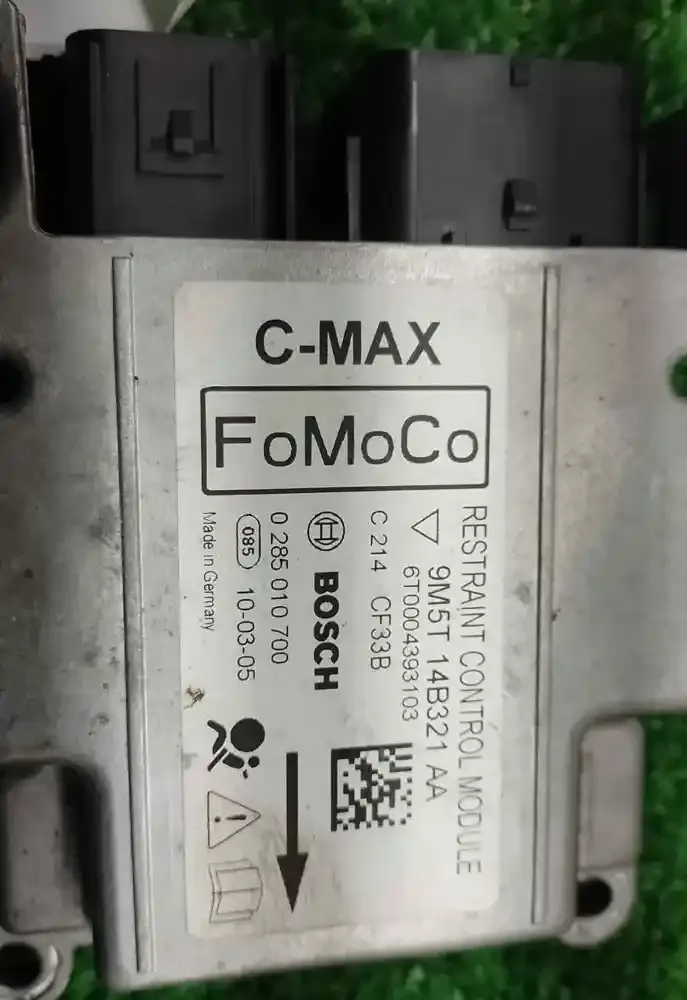 C-MAX
FoMoCo
RESTRAINT CONTROL MODULE
9M5T 14B321 AA
6T0004393103
C 214 CF33B
BOSCH
0 285 010 700
085 10-03-05
Made in Germany